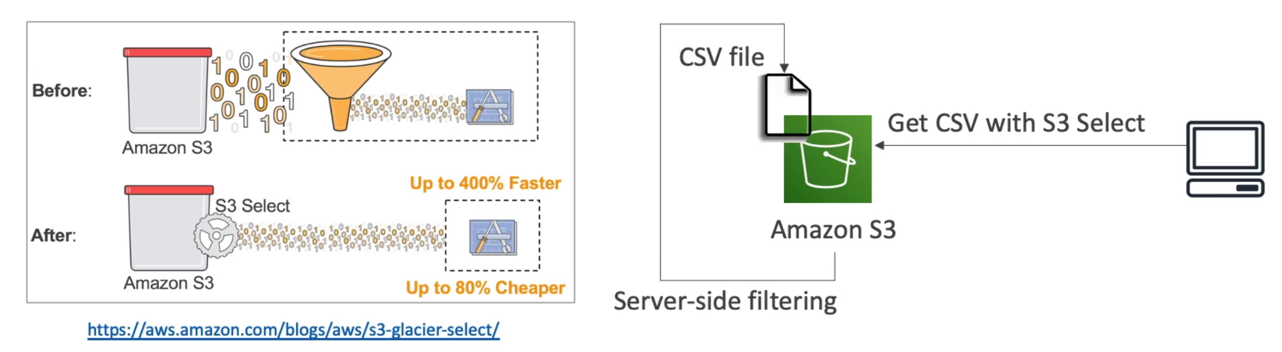 Before:
Amazon S3
Up to 400% Faster
S3 Select
After:
Amazon S3
Up to 80% Cheaper
https://aws.amazon.com/blogs/aws/s3-glacier-select/
CSV file
Get CSV with S3 Select
Amazon S3
Server-side filtering